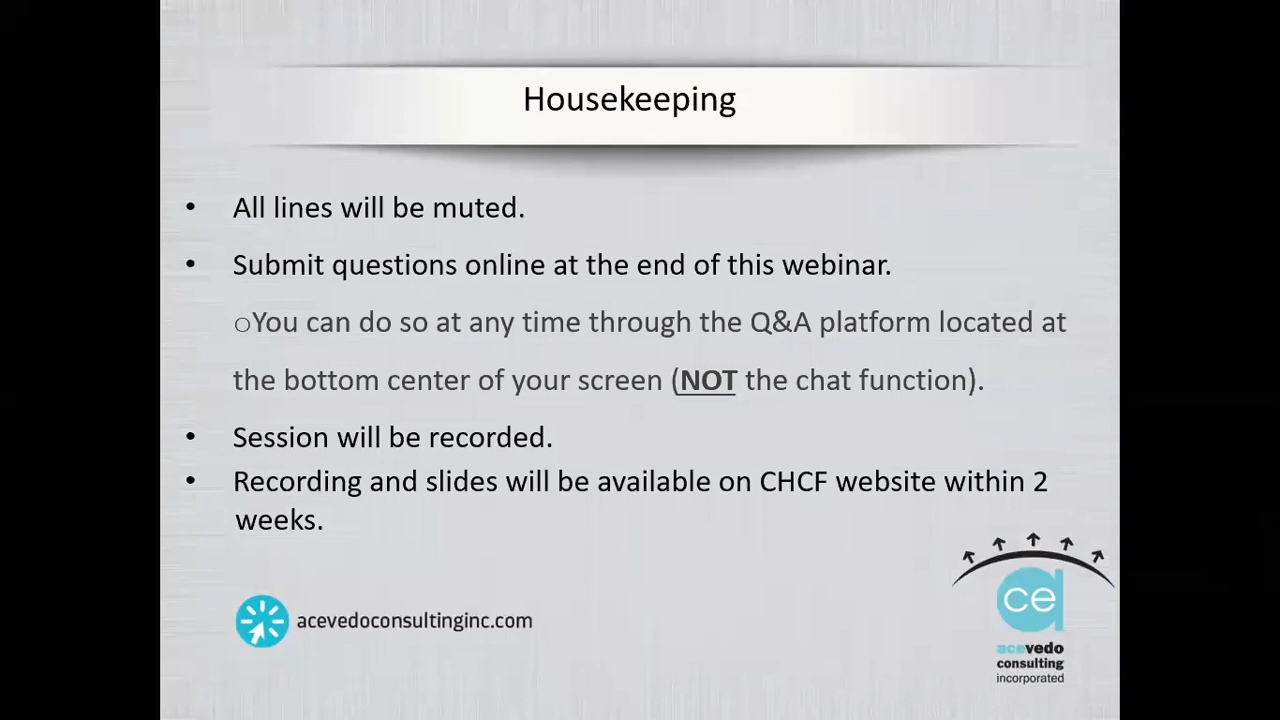 Housekeeping
• All lines will be muted.
• Submit questions online at the end of this webinar.
○You can do so at any time through the Q&A platform located at
the bottom center of your screen (NOT the chat function).
• Session will be recorded.
• Recording and slides will be available on CHCF website within 2
weeks.
acevedoconsultinginc.com
ce
acevedo
consulting
incorporated